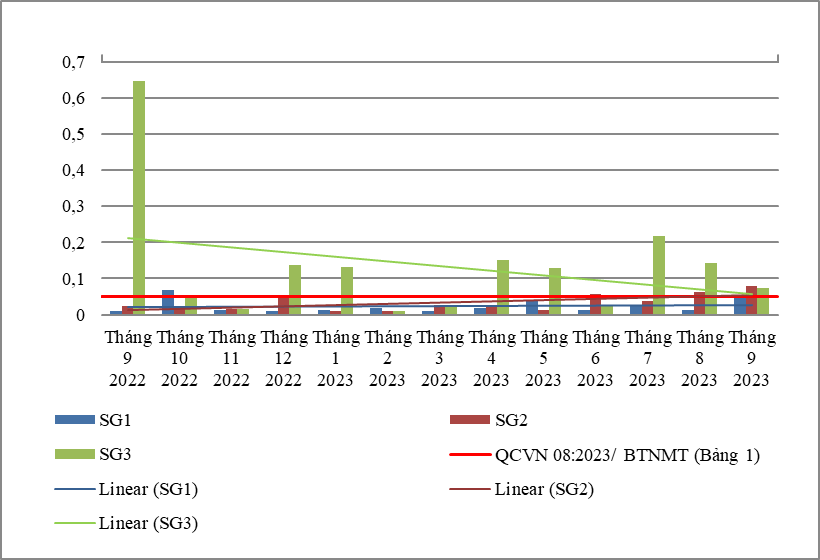 0,7
0,6
0,5
0,4
0,3
0,2
0,1
0
Tháng 9 2022
Tháng 10 2022
Tháng 11 2022
Tháng 12 2022
Tháng 1 2023
Tháng 2 2023
Tháng 3 2023
Tháng 4 2023
Tháng 5 2023
Tháng 6 2023
Tháng 7 2023
Tháng 8 2023
Tháng 9 2023
SG1
SG2
SG3
QCVN 08:2023/ BTNMT (Bảng 1)
Linear (SG1)
Linear (SG2)
Linear (SG3)